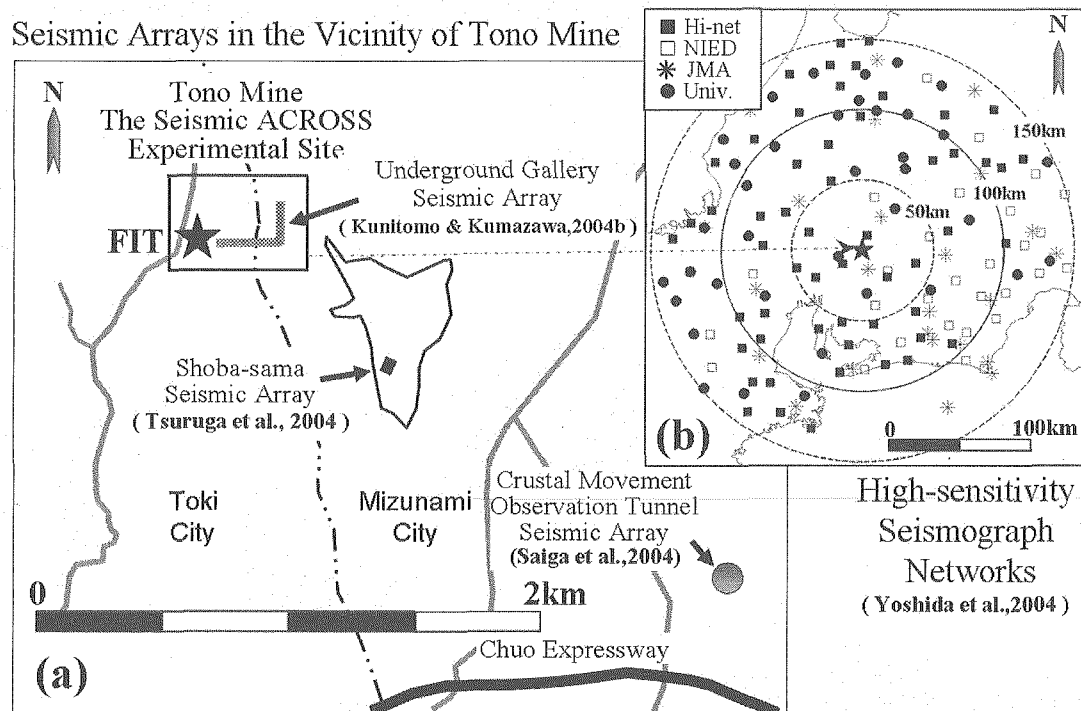 Seismic Arrays in the Vicinity of Tono Mine
N
Tono Mine
The Seismic ACROSS
Experimental Site
Underground Gallery
Seismic Array
( Kunitomo & Kumazawa,2004b )
FIT
Shoba-sama
Seismic Array
( Tsuruga et al., 2004 )
Toki
City
Mizunami
City
Crustal Movement
Observation Tunnel
Seismic Array
(Saiga et al.,2004)
0
2km
Chuo Expressway
(a)
Hi-net
NIED
JMA
Univ.
N
150km
100km
50km
(b)
0
100km
High-sensitivity
Seismograph
Networks
( Yoshida et al.,2004 )